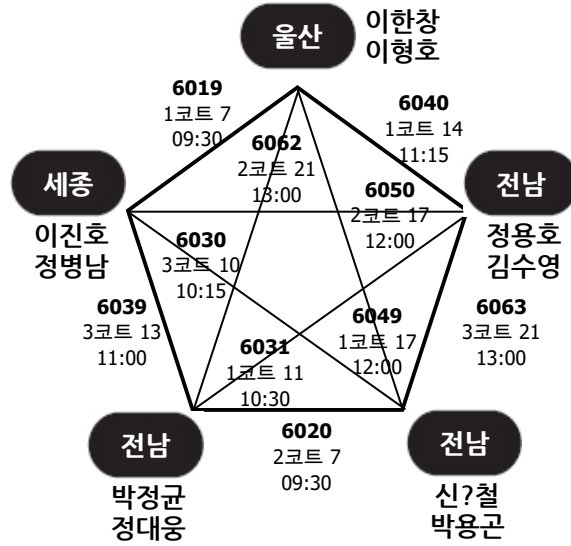 울산
이한창
이형호
6019
1코트 7
09:30
6040
1코트 14
11:15
6062
2코트 21
13:00
세종
이진호
정병남
6050
2코트 17
12:00
전남
정용호
김수영
6030
3코트 10
10:15
6039
3코트 13
11:00
6049
1코트 17
12:00
6063
3코트 21
13:00
6031
1코트 11
10:30
전남
박정균
정대웅
6020
2코트 7
09:30
전남
신?철
박용곤